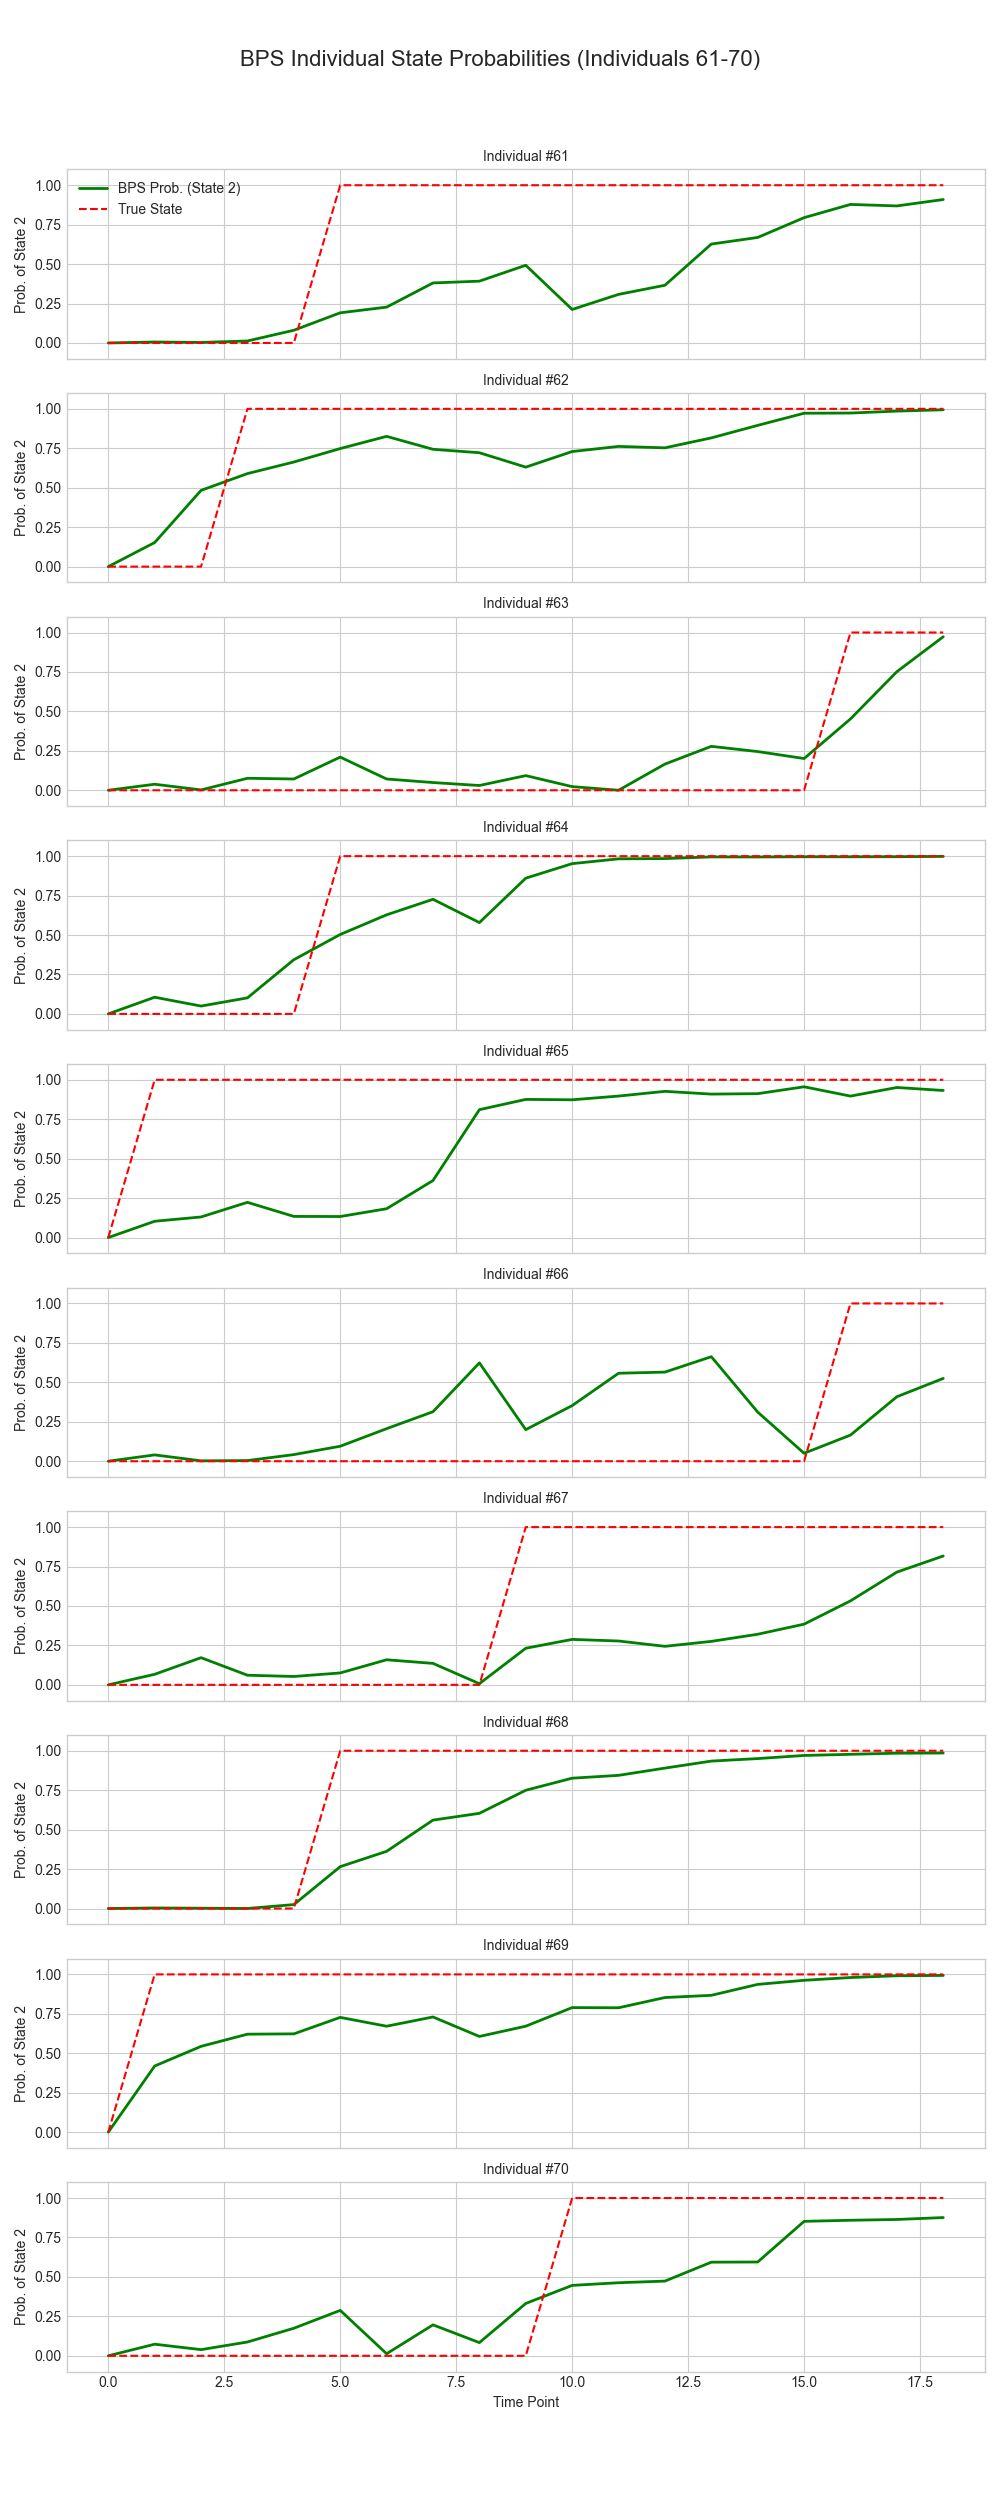 BPS Individual State Probabilities (Individuals 61-70)
Individual #61
BPS Prob. (State 2)
True State
1.00
0.75
0.50
0.25
0.00
Prob. of State 2
Individual #62
1.00
0.75
0.50
0.25
0.00
Prob. of State 2
Individual #63
1.00
0.75
0.50
0.25
0.00
Prob. of State 2
Individual #64
1.00
0.75
0.50
0.25
0.00
Prob. of State 2
Individual #65
1.00
0.75
0.50
0.25
0.00
Prob. of State 2
Individual #66
1.00
0.75
0.50
0.25
0.00
Prob. of State 2
Individual #67
1.00
0.75
0.50
0.25
0.00
Prob. of State 2
Individual #68
1.00
0.75
0.50
0.25
0.00
Prob. of State 2
Individual #69
1.00
0.75
0.50
0.25
0.00
Prob. of State 2
Individual #70
1.00
0.75
0.50
0.25
0.00
Prob. of State 2
0.0 2.5 5.0 7.5 10.0 12.5 15.0 17.5
Time Point